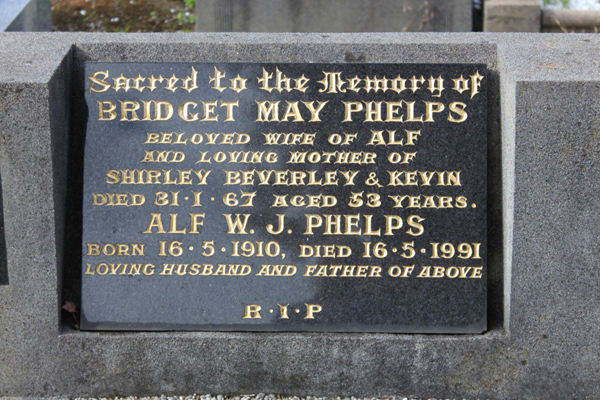 Sacred to the Memory of
BRIDGET MAY PHELPS
BELOVED WIFE OF ALF
AND LOVING MOTHER OF
SHIRLEY BEVERLEY & KEVIN
DIED 31·1·67 AGED 53 YEARS.
ALF W. J. PHELPS
BORN 16·5·1910, DIED 16·5·1991
LOVING HUSBAND AND FATHER OF ABOVE
R·I·P